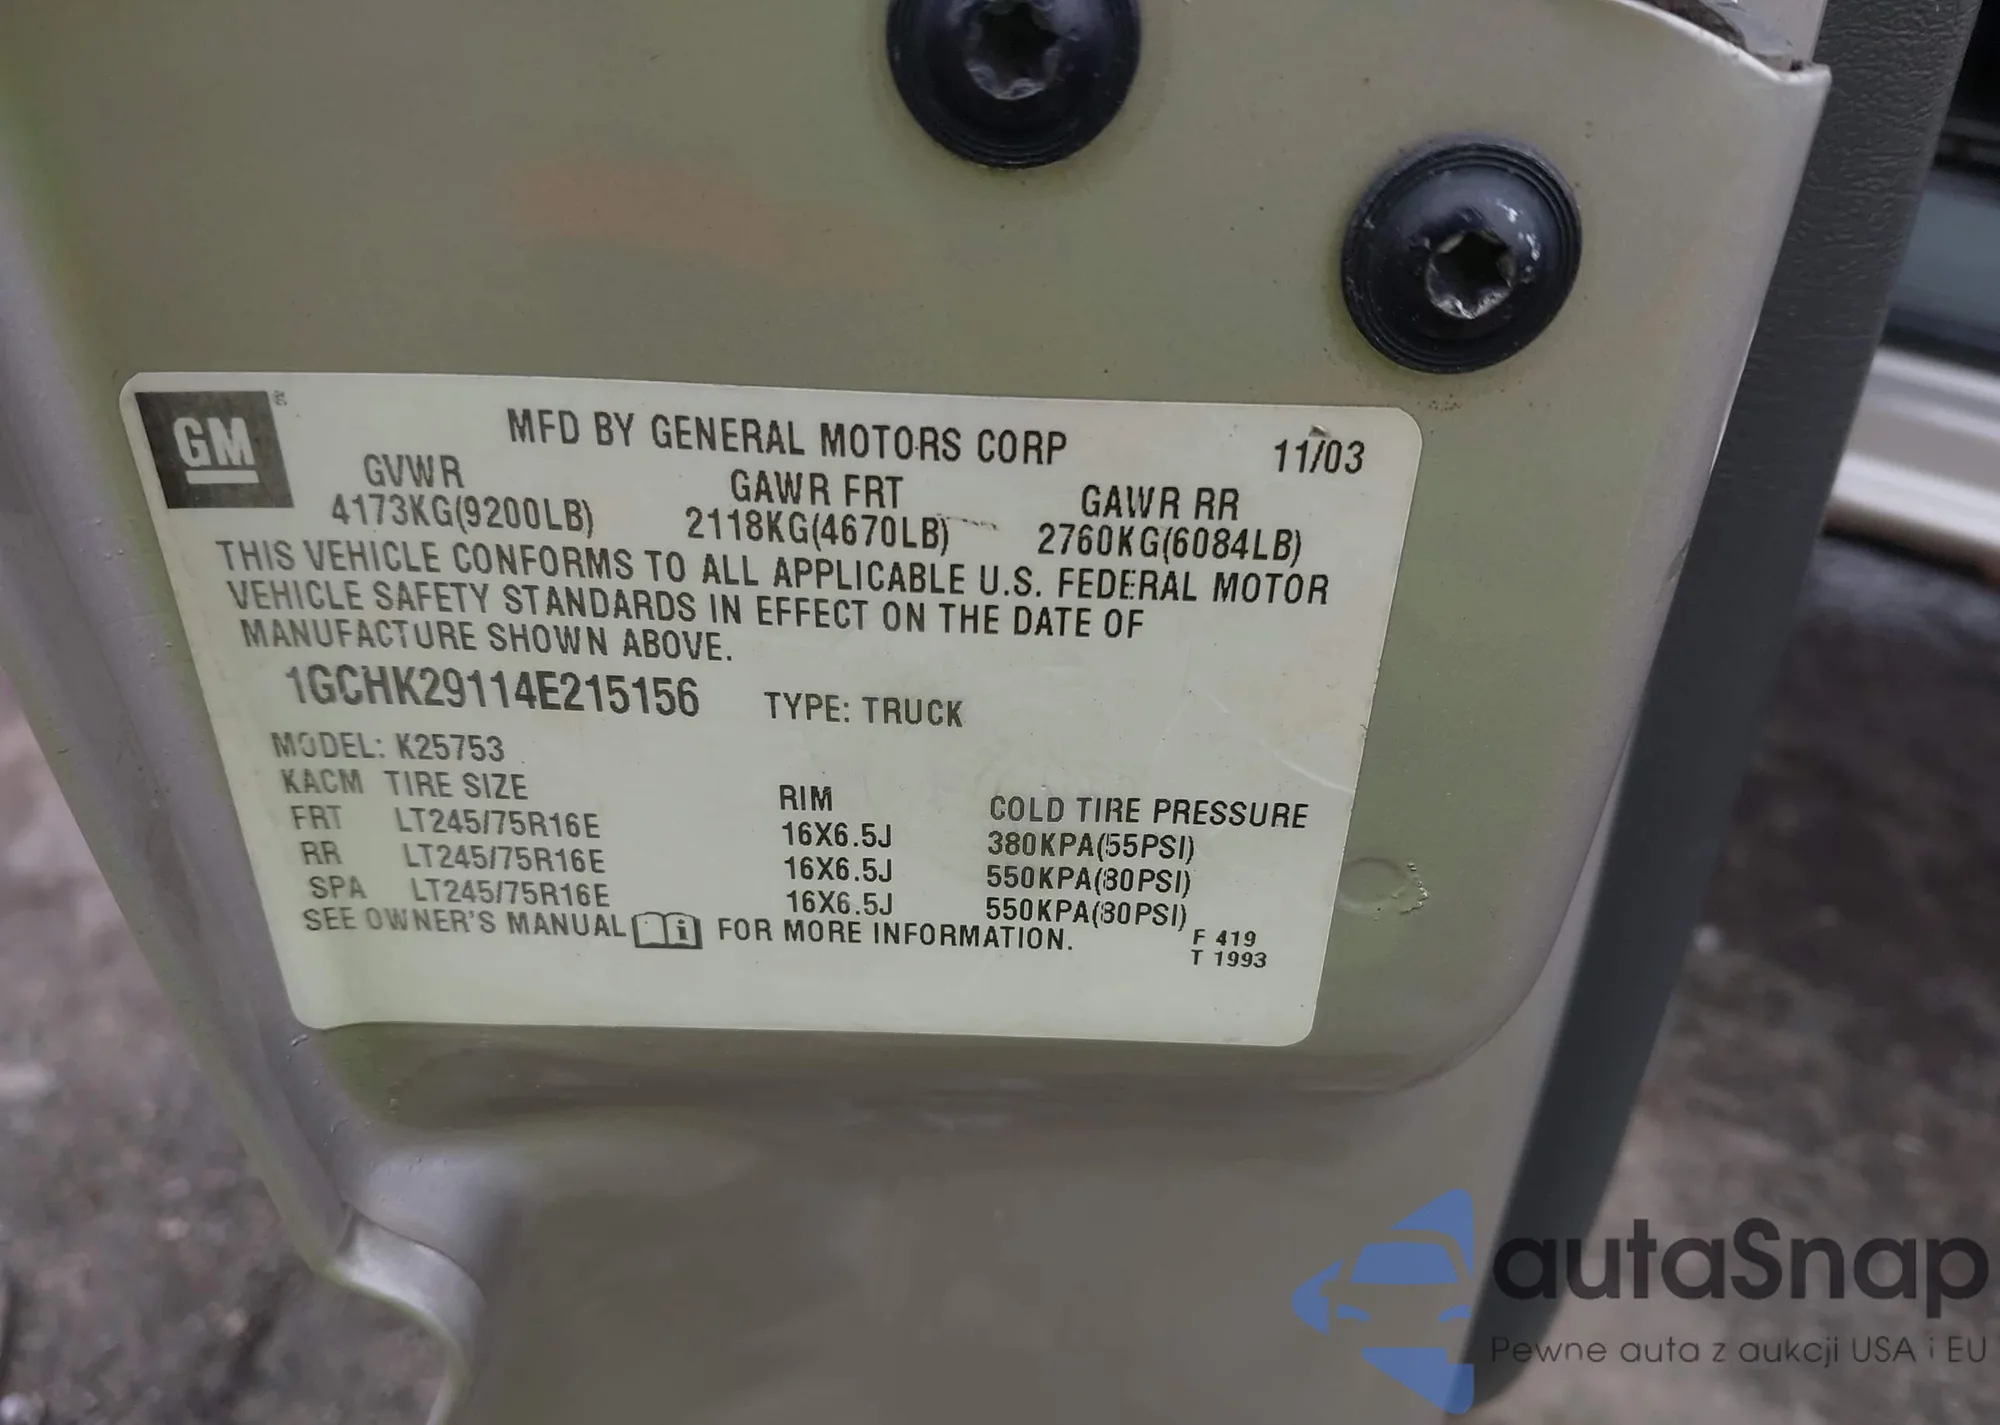 GM ®
MFD BY GENERAL MOTORS CORP 11/03
GVWR GAWR FRT GAWR RR
4173KG(9200LB) 2118KG(4670LB) 2760KG(6084LB)
THIS VEHICLE CONFORMS TO ALL APPLICABLE U.S. FEDERAL MOTOR
VEHICLE SAFETY STANDARDS IN EFFECT ON THE DATE OF
MANUFACTURE SHOWN ABOVE.
1GCHK29114E215156 TYPE: TRUCK
MODEL: K25753
KACM TIRE SIZE RIM COLD TIRE PRESSURE
FRT LT245/75R16E 16X6.5J 380KPA(55PSI)
RR LT245/75R16E 16X6.5J 550KPA(80PSI)
SPA LT245/75R16E 16X6.5J 550KPA(80PSI)
SEE OWNER'S MANUAL i FOR MORE INFORMATION.
F 419
T 1993
autaSnap
Pewne auta z aukcji USA i EU